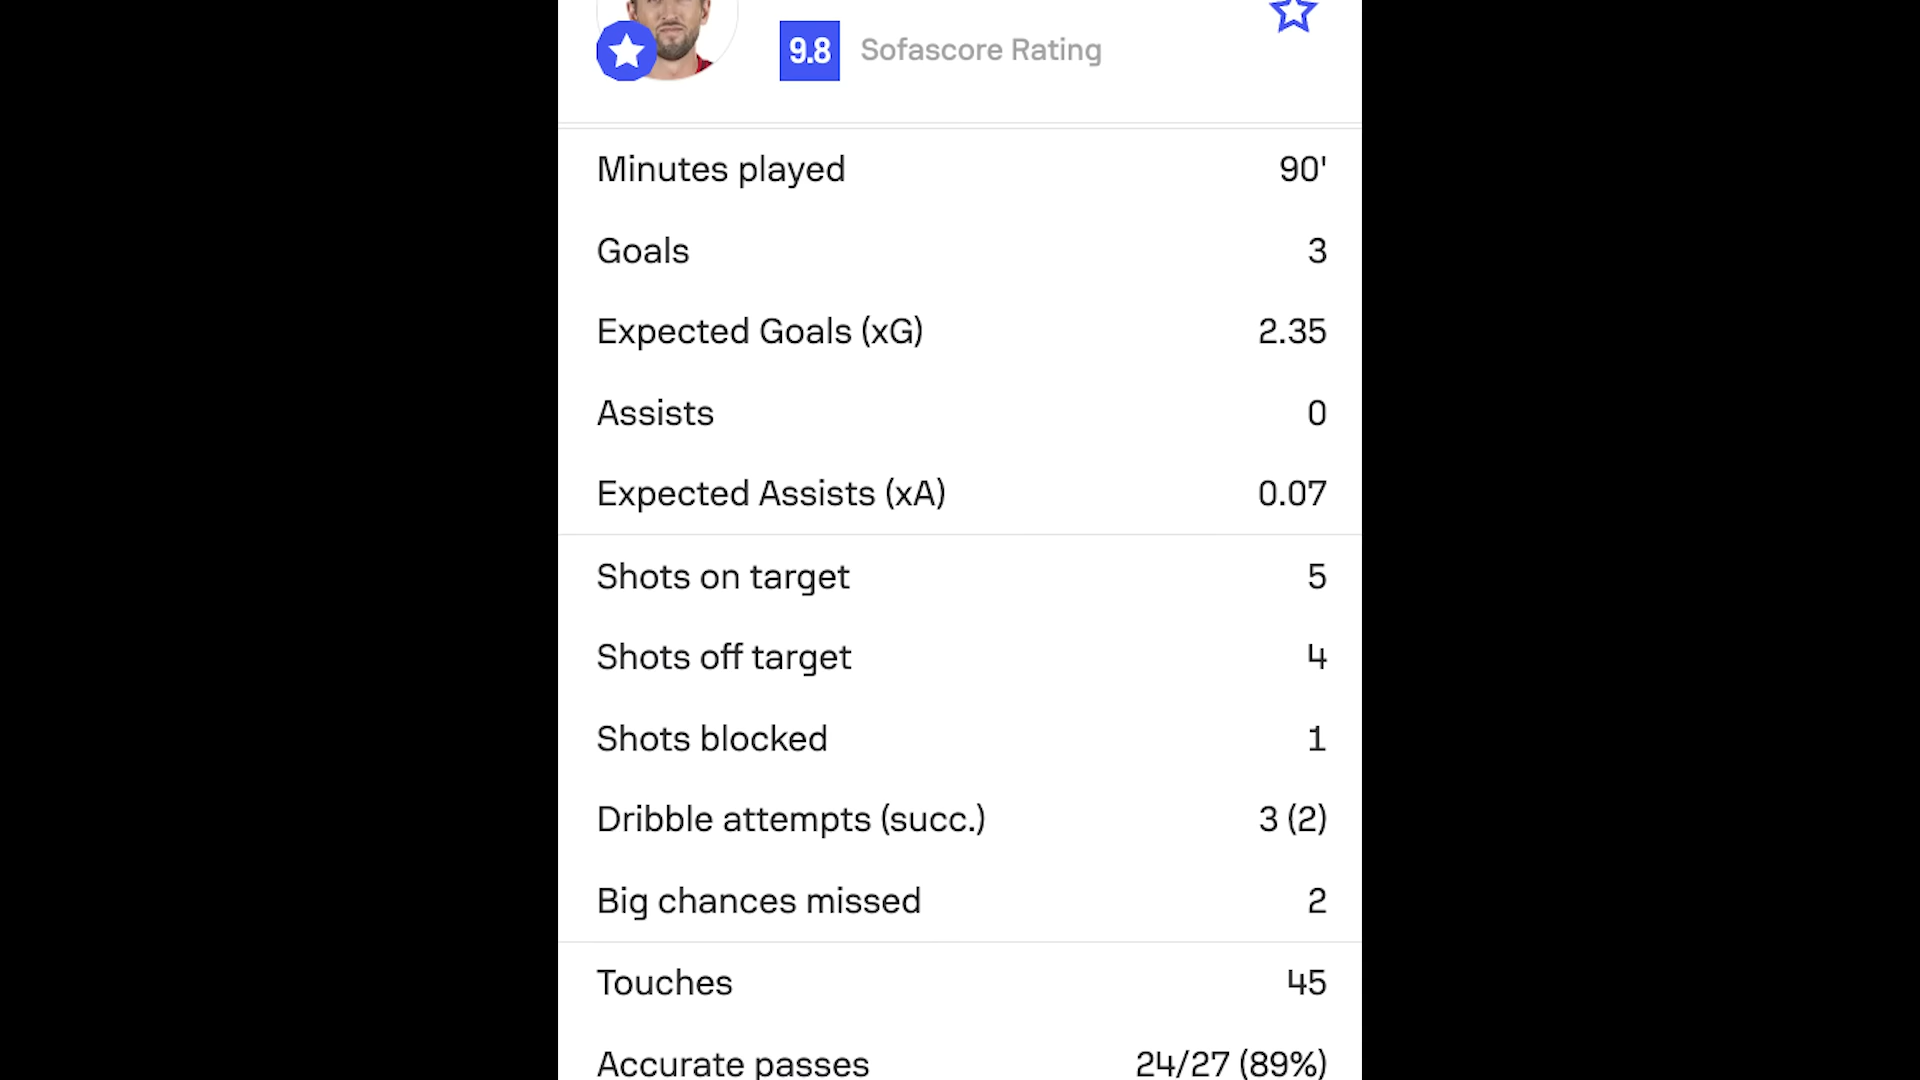 9.8 Sofascore Rating
Minutes played 90'
Goals 3
Expected Goals (xG) 2.35
Assists 0
Expected Assists (xA) 0.07
Shots on target 5
Shots off target 4
Shots blocked 1
Dribble attempts (succ.) 3 (2)
Big chances missed 2
Touches 45
Accurate passes 24/27 (89%)